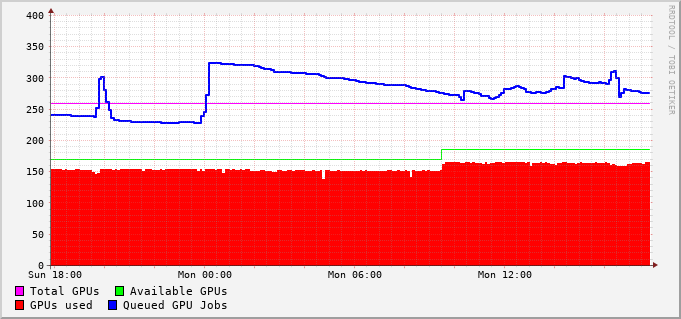 400
350
300
250
200
150
100
50
0
Sun 18:00 Mon 00:00 Mon 06:00 Mon 12:00
Total GPUs Available GPUs
GPUs used Queued GPU Jobs
RRDTOOL / TOBI OETIKER